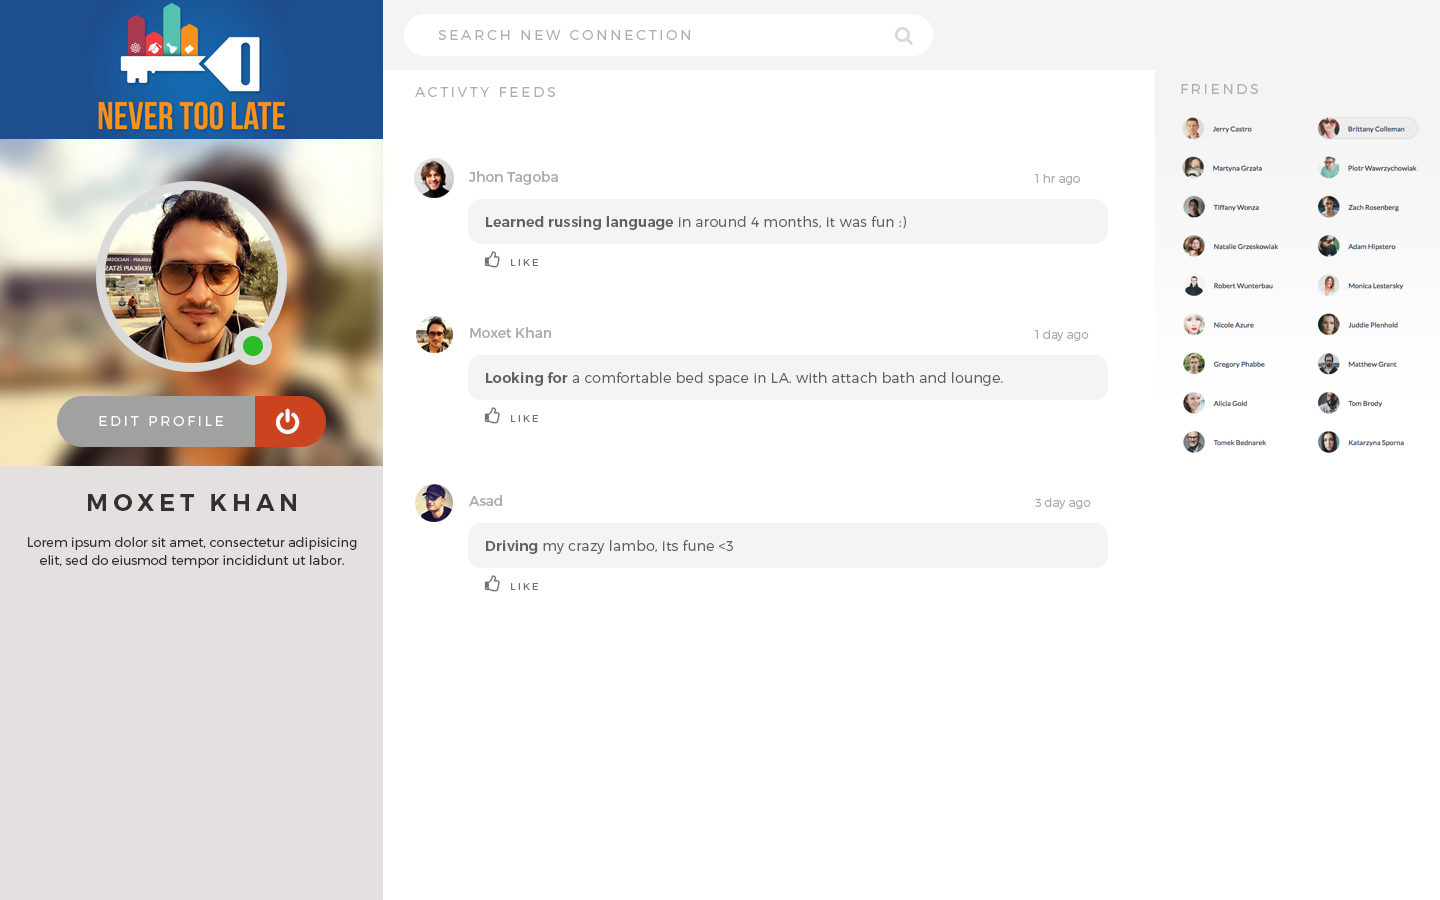 NEVER TOO LATE
EDIT PROFILE
MOXET KHAN
Lorem ipsum dolor sit amet, consectetur adipisicing
elit, sed do eiusmod tempor incididunt ut labor.
SEARCH NEW CONNECTION
ACTIVTY FEEDS
Jhon Tagoba
1 hr ago
Learned russing language in around 4 months, it was fun :)
LIKE
Moxet Khan
1 day ago
Looking for a comfortable bed space in LA. with attach bath and lounge.
LIKE
Asad
3 day ago
Driving my crazy lambo, its fune <3
LIKE
FRIENDS
Jerry Castro
Brittany Colleman
Martyna Grzała
Piotr Wawrzychowiak
Tiffany Wonza
Zach Rosenberg
Natalie Grzeskowiak
Adam Hipstero
Robert Wunterbau
Monica Lestersky
Nicole Azure
Juddie Plenhold
Gregory Phabbe
Matthew Grant
Alicia Gold
Tom Brody
Tomek Bednarek
Katarzyna Sporna